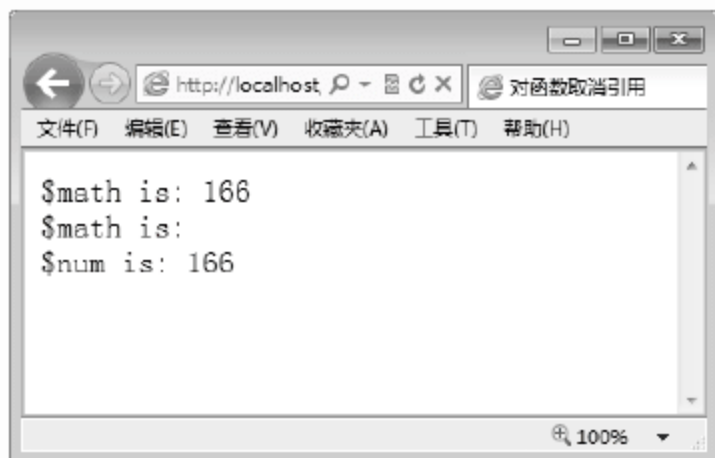 http://localhost,
对函数取消引用
文件(F) 编辑(E) 查看(V) 收藏夹(A) 工具(T) 帮助(H)
$math is: 166
$math is:
$num is: 166
100%